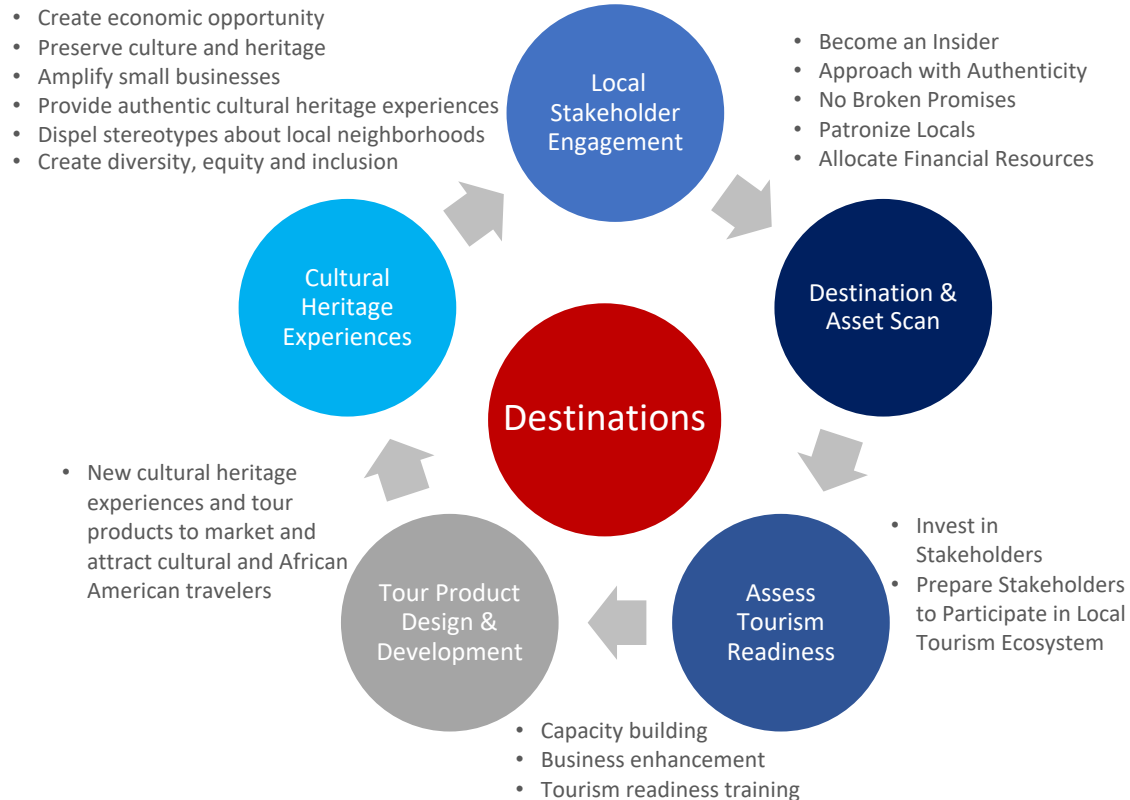 • Create economic opportunity
• Preserve culture and heritage
• Amplify small businesses
• Provide authentic cultural heritage experiences
• Dispel stereotypes about local neighborhoods
• Create diversity, equity and inclusion
Local
Stakeholder
Engagement
• Become an Insider
• Approach with Authenticity
• No Broken Promises
• Patronize Locals
• Allocate Financial Resources
Cultural
Heritage
Experiences
Destination &
Asset Scan
Destinations
• New cultural heritage
experiences and tour
products to market and
attract cultural and African
American travelers
Tour Product
Design &
Development
Assess
Tourism
Readiness
• Invest in
Stakeholders
• Prepare Stakeholders
to Participate in Local
Tourism Ecosystem
• Capacity building
• Business enhancement
• Tourism readiness training